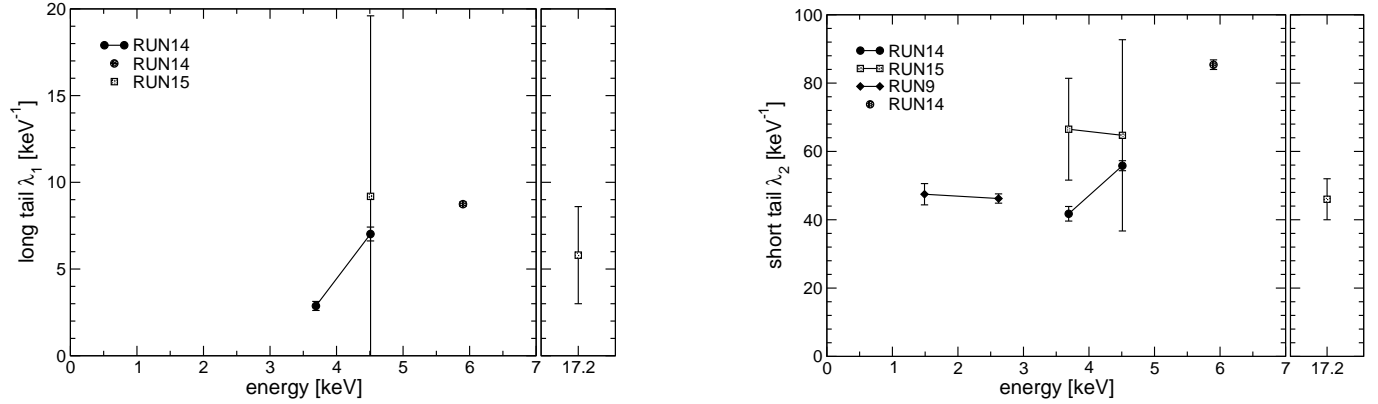 20
15
10
5
0
long tail λ1 [keV-1]
RUN14
RUN14
RUN15
0 1 2 3 4 5 6 7 17.2
energy [keV]
100
80
60
40
20
0
short tail λ2 [keV-1]
RUN14
RUN15
RUN9
RUN14
0 1 2 3 4 5 6 7 17.2
energy [keV]